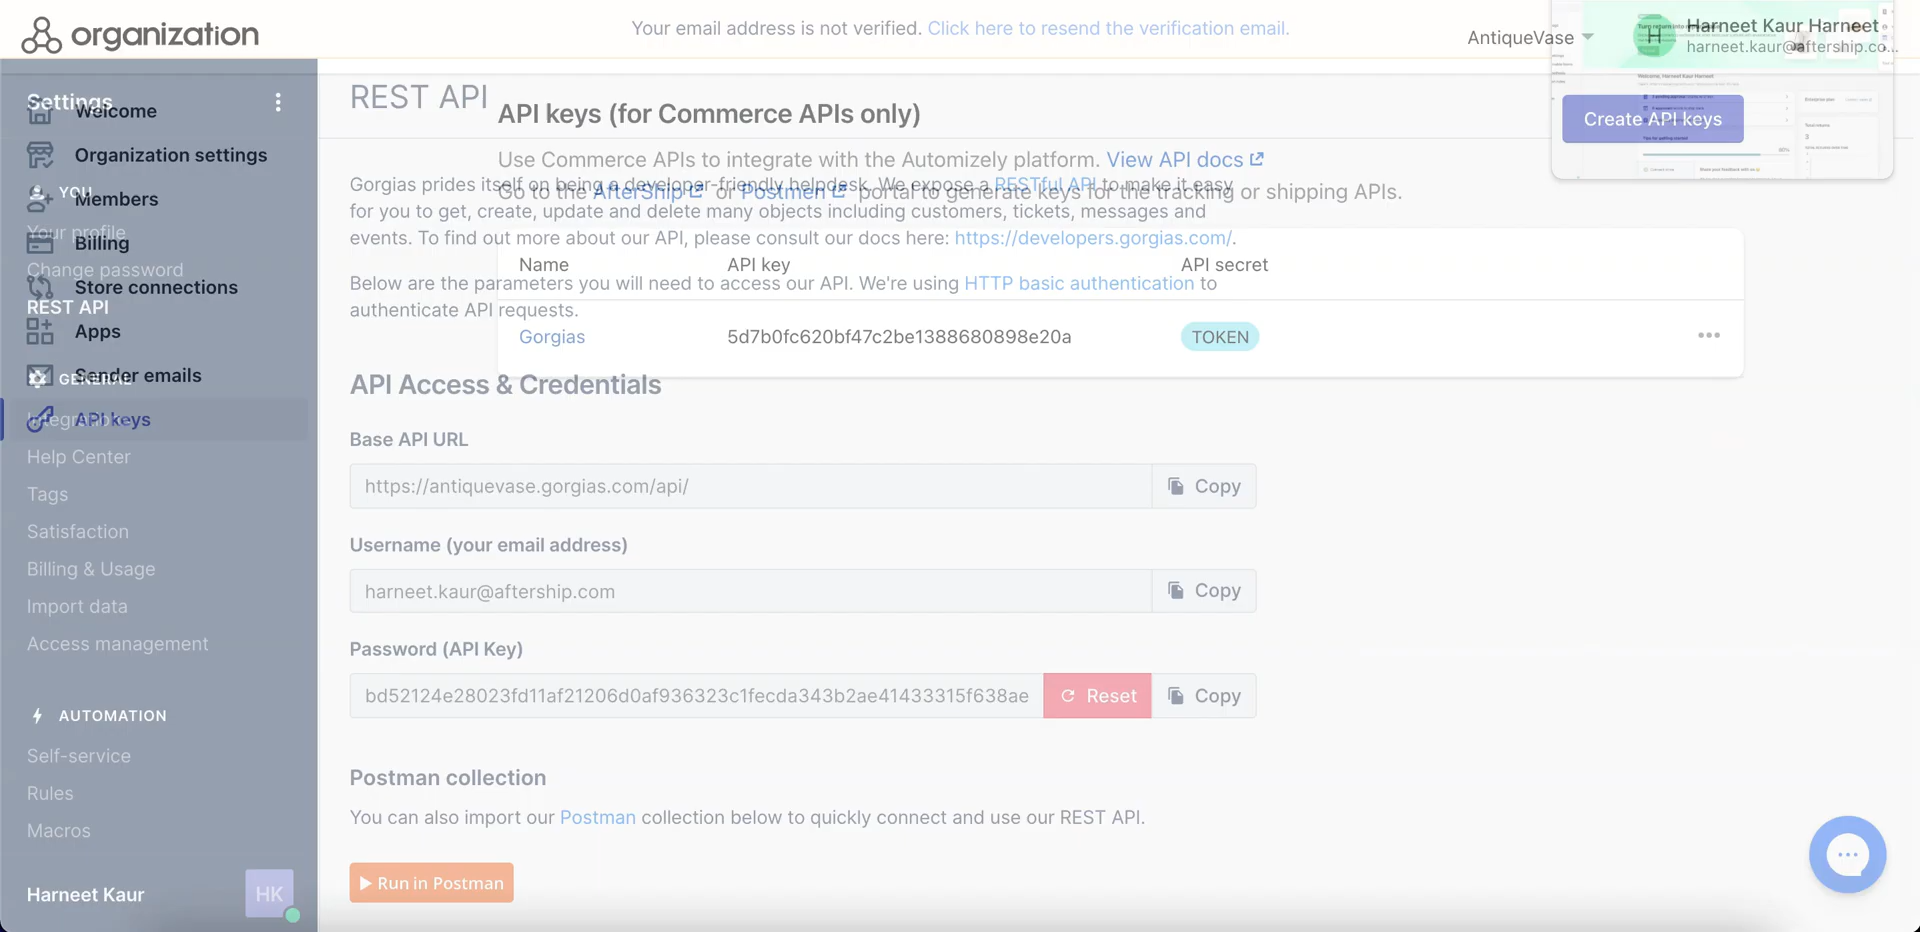 organization
Your email address is not verified. Click here to resend the verification email.
AntiqueVase
H
Harneet Kaur Harneet
harneet.kaur@aftership.co...
Settings
Welcome
Organization settings
YOU
Members
Your profile
Billing
Change password
Store connections
REST API
Apps
GENERAL
Sender emails
Integrations
API keys
Help Center
Tags
Satisfaction
Billing & Usage
Import data
Access management
AUTOMATION
Self-service
Rules
Macros
Harneet Kaur
HK
REST API
API keys (for Commerce APIs only)
Create API keys
Use Commerce APIs to integrate with the Automizely platform. View API docs
Go to the AfterShip or Postmen portal to generate keys for the tracking or shipping APIs.
Gorgias prides itself on being a developer-friendly helpdesk. We expose a RESTful API to make it easy
for you to get, create, update and delete many objects including customers, tickets, messages and
events. To find out more about our API, please consult our docs here: https://developers.gorgias.com/.
Name API key API secret
Below are the parameters you will need to access our API. We're using HTTP basic authentication to
authenticate API requests.
Gorgias 5d7b0fc620bf47c2be1388680898e20a TOKEN
API Access & Credentials
Base API URL
https://antiquevase.gorgias.com/api/ Copy
Username (your email address)
harneet.kaur@aftership.com Copy
Password (API Key)
bd52124e28023fd11af21206d0af936323c1fecda343b2ae41433315f638ae Reset Copy
Postman collection
You can also import our Postman collection below to quickly connect and use our REST API.
Run in Postman